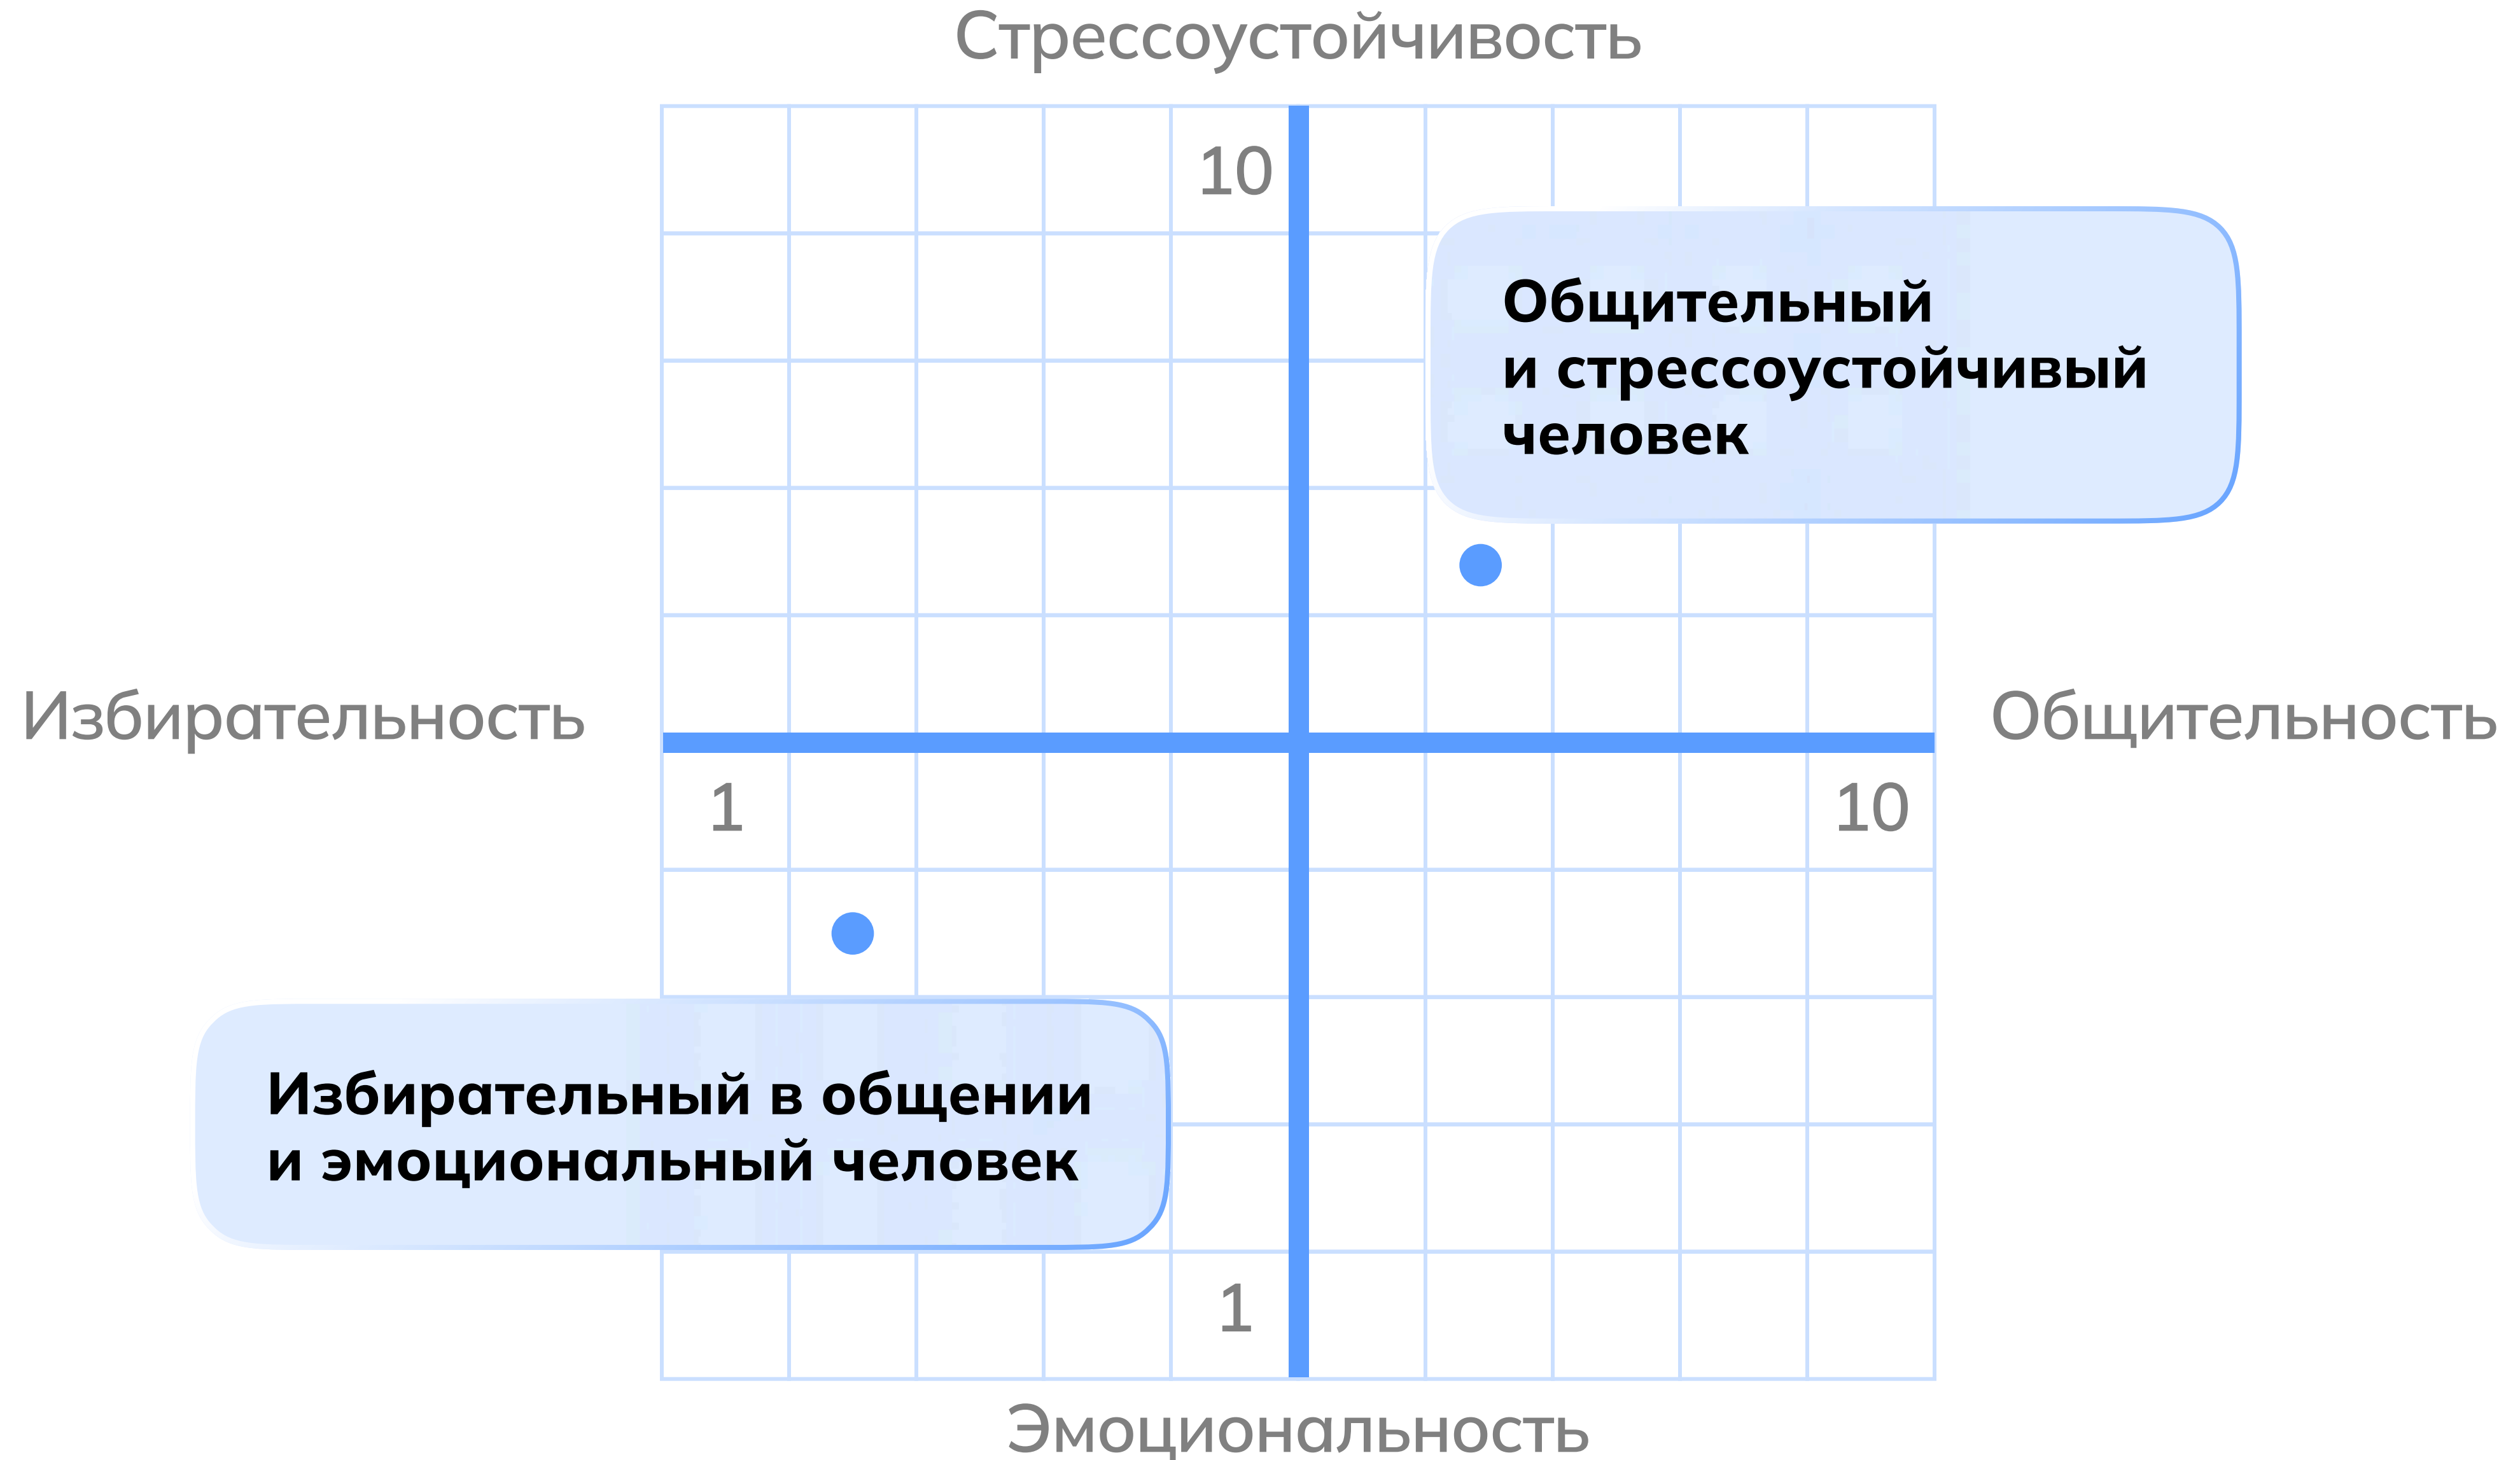 Стрессоустойчивость
10
Общительный
и стрессоустойчивый
человек
Избирательность
Общительность
1
10
Избирательный в общении
и эмоциональный человек
1
Эмоциональность